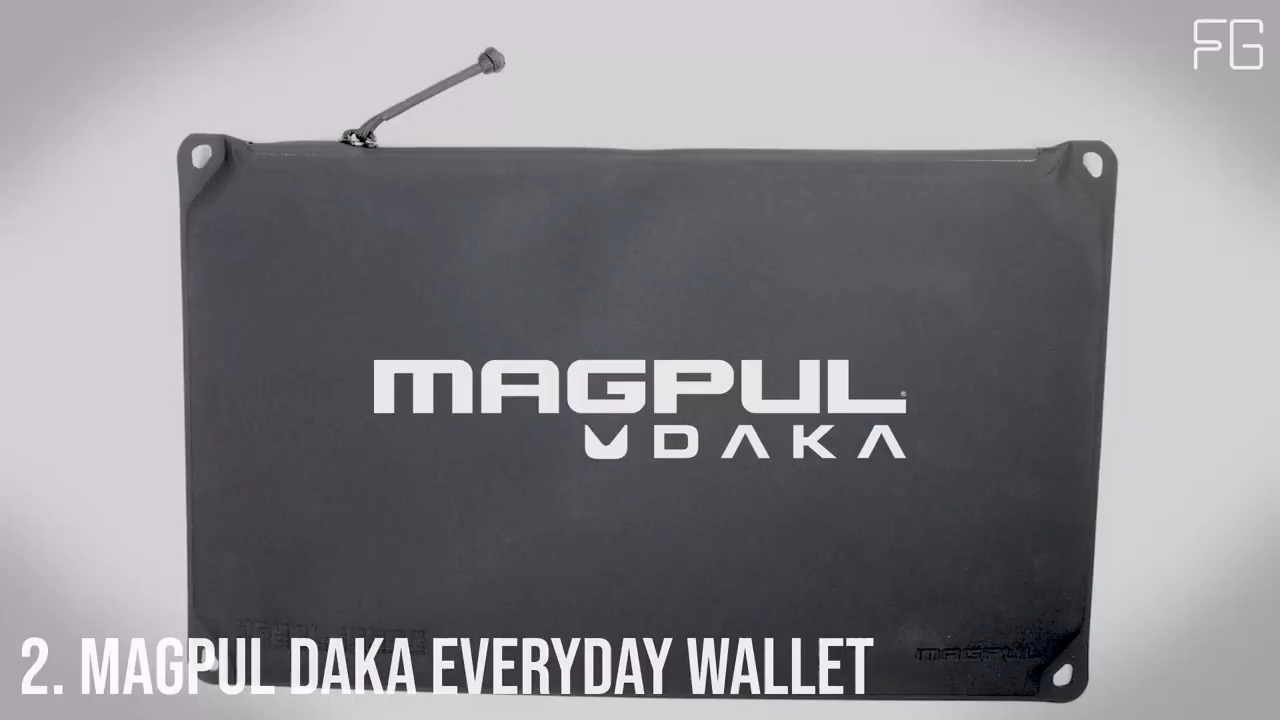 FG
MAGPUL
DAKA
MAGPUL
2. MAGPUL DAKA EVERYDAY WALLET